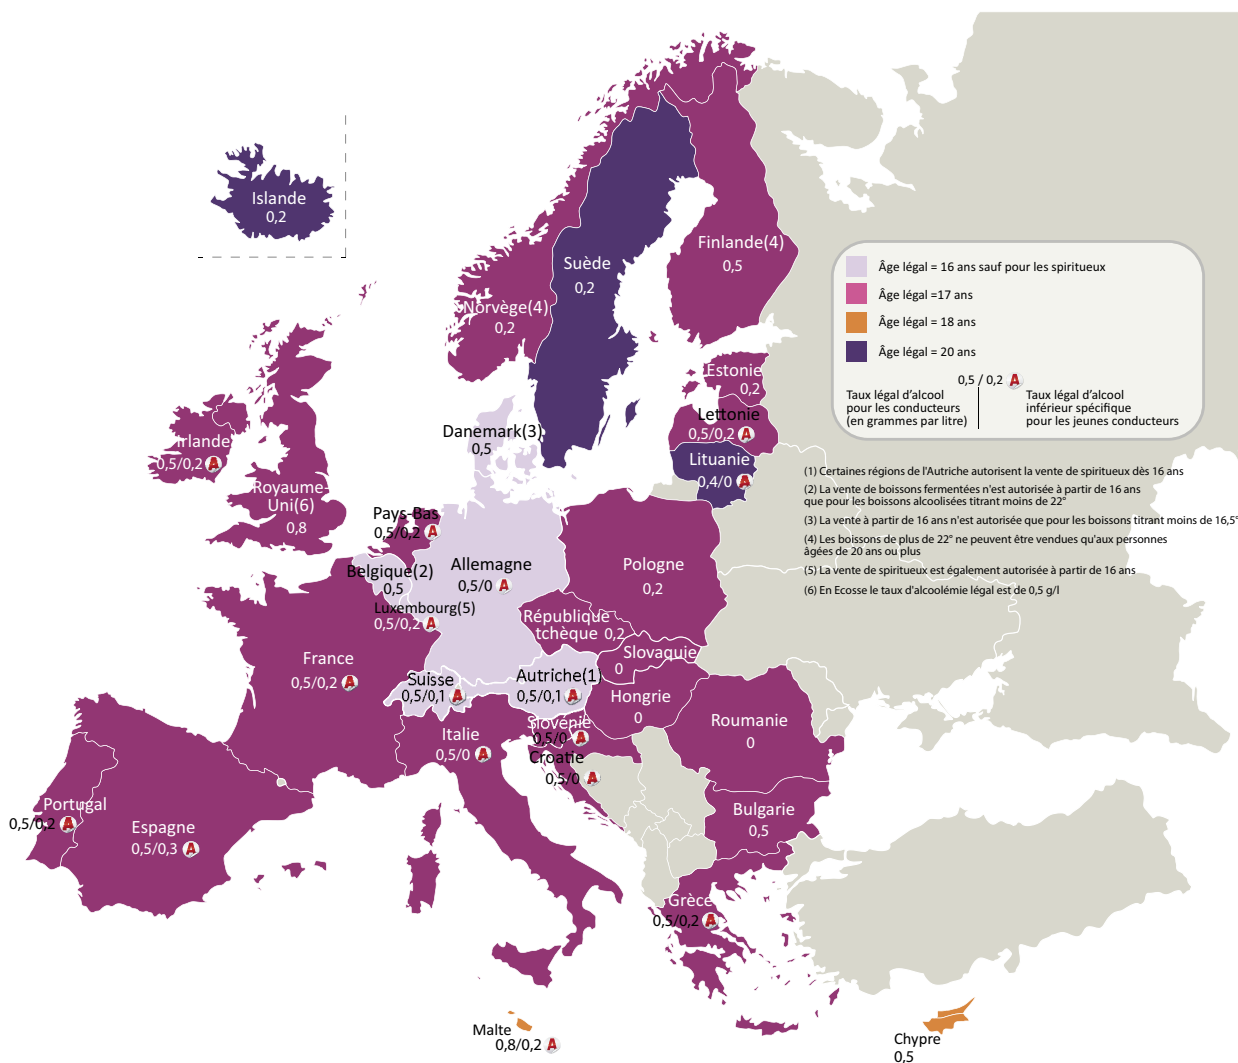 Islande
0,2
Suède
0,2
Finlande(4)
0,5
Norvège(4)
0,2
Estonie
0,2
Lettonie
0,5/0,2 A
Lituanie
0,4/0 A
Danemark(3)
0,5
Irlande
0,5/0,2 A
Royaume-
Uni(6)
0,8
Pays-Bas
0,5/0,2 A
Belgique(2)
0,5
Luxembourg(5)
0,5/0,2 A
Allemagne
0,5/0 A
Pologne
0,2
République
tchèque 0,2
Slovaquie
0
France
0,5/0,2 A
Suisse
0,5/0,1 A
Autriche(1)
0,5/0,1 A
Hongrie
0
Roumanie
0
Italie
0,5/0 A
Slovénie
0,5/0 A
Croatie
0,5/0 A
Bulgarie
0,5
Portugal
0,5/0,2 A
Espagne
0,5/0,3 A
Grèce
0,5/0,2 A
Malte
0,8/0,2 A
Chypre
0,5
Âge légal = 16 ans sauf pour les spiritueux
Âge légal =17 ans
Âge légal = 18 ans
Âge légal = 20 ans
0,5 / 0,2 A
Taux légal d'alcool
pour les conducteurs
(en grammes par litre)
Taux légal d'alcool
inférieur spécifique
pour les jeunes conducteurs
(1) Certaines régions de l'Autriche autorisent la vente de spiritueux dès 16 ans
(2) La vente de boissons fermentées n'est autorisée à partir de 16 ans
que pour les boissons alcoolisées titrant moins de 22°
(3) La vente à partir de 16 ans n'est autorisée que pour les boissons titrant moins de 16,5°
(4) Les boissons de plus de 22° ne peuvent être vendues qu'aux personnes
âgées de 20 ans ou plus
(5) La vente de spiritueux est également autorisée à partir de 16 ans
(6) En Ecosse le taux d'alcoolémie légal est de 0,5 g/l